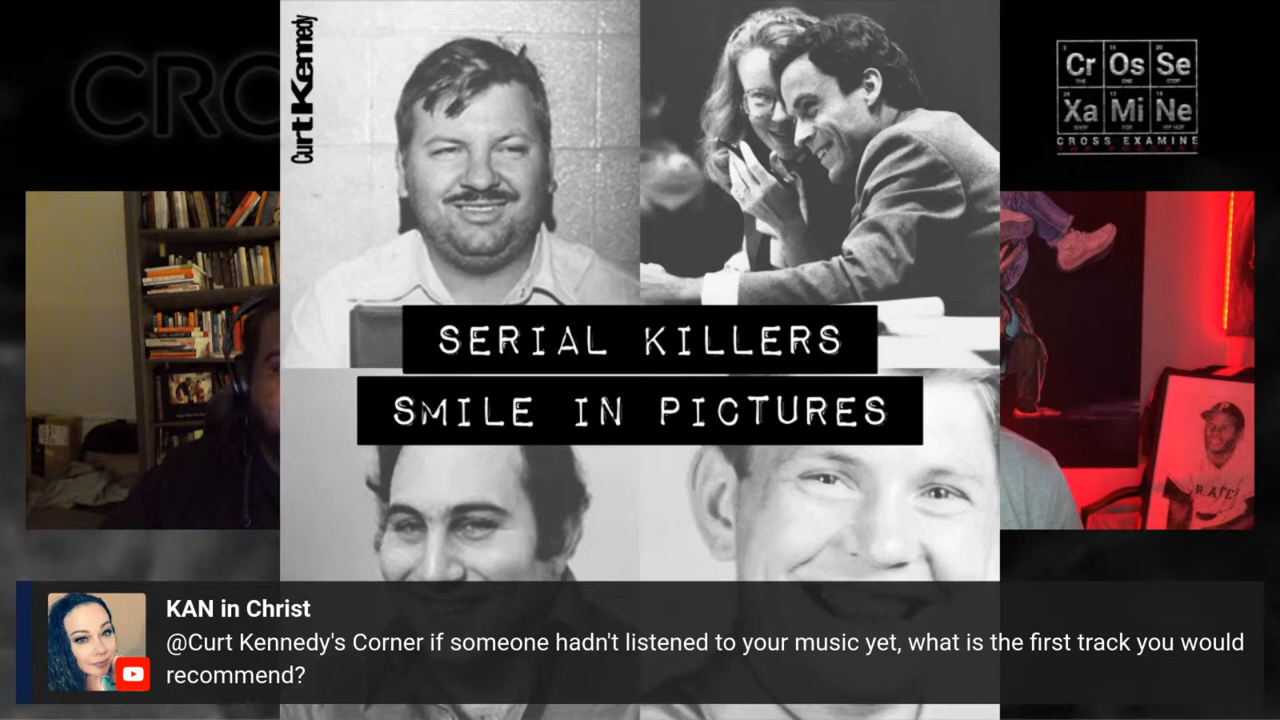 CRO
Curt Kennedy
Cr Os Se
Xa Mi Ne
CROSS EXAMINE
SERIAL KILLERS
SMILE IN PICTURES
KAN in Christ
@Curt Kennedy's Corner if someone hadn't listened to your music yet, what is the first track you would
recommend?